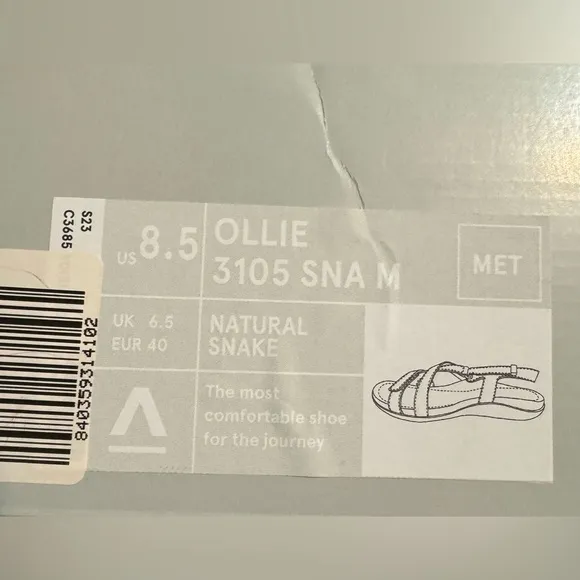 S23
C3685
US 8.5
OLLIE
3105 SNA M
MET
UK 6.5
EUR 40
NATURAL
SNAKE
The most
comfortable shoe
for the journey
840359314102